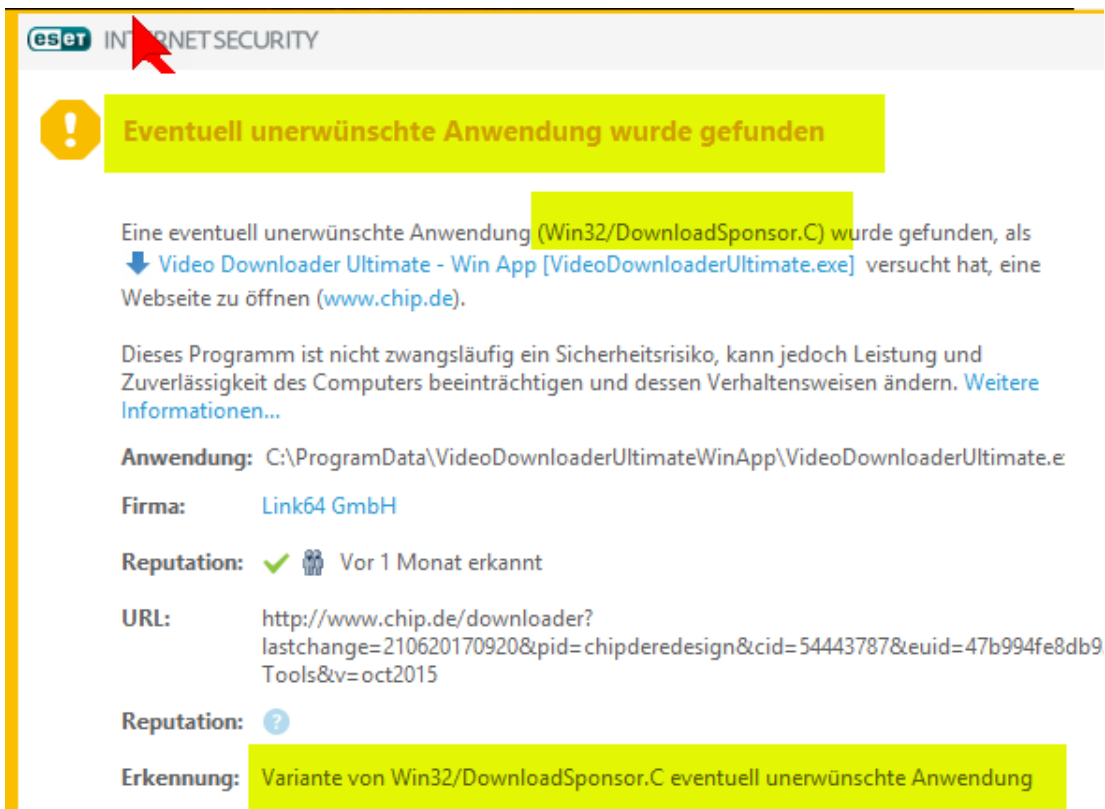 eset INTERNET SECURITY
Eventuell unerwünschte Anwendung wurde gefunden
Eine eventuell unerwünschte Anwendung (Win32/DownloadSponsor.C) wurde gefunden, als
Video Downloader Ultimate - Win App [VideoDownloaderUltimate.exe] versucht hat, eine
Webseite zu öffnen (www.chip.de).
Dieses Programm ist nicht zwangsläufig ein Sicherheitsrisiko, kann jedoch Leistung und
Zuverlässigkeit des Computers beeinträchtigen und dessen Verhaltensweisen ändern. Weitere
Informationen...
Anwendung: C:\ProgramData\VideoDownloaderUltimateWinApp\VideoDownloaderUltimate.e
Firma: Link64 GmbH
Reputation: Vor 1 Monat erkannt
URL: http://www.chip.de/downloader?
lastchange=210620170920&pid=chipderedesign&cid=54443787&euid=47b994fe8db9
Tools&v=oct2015
Reputation: ?
Erkennung: Variante von Win32/DownloadSponsor.C eventuell unerwünschte Anwendung